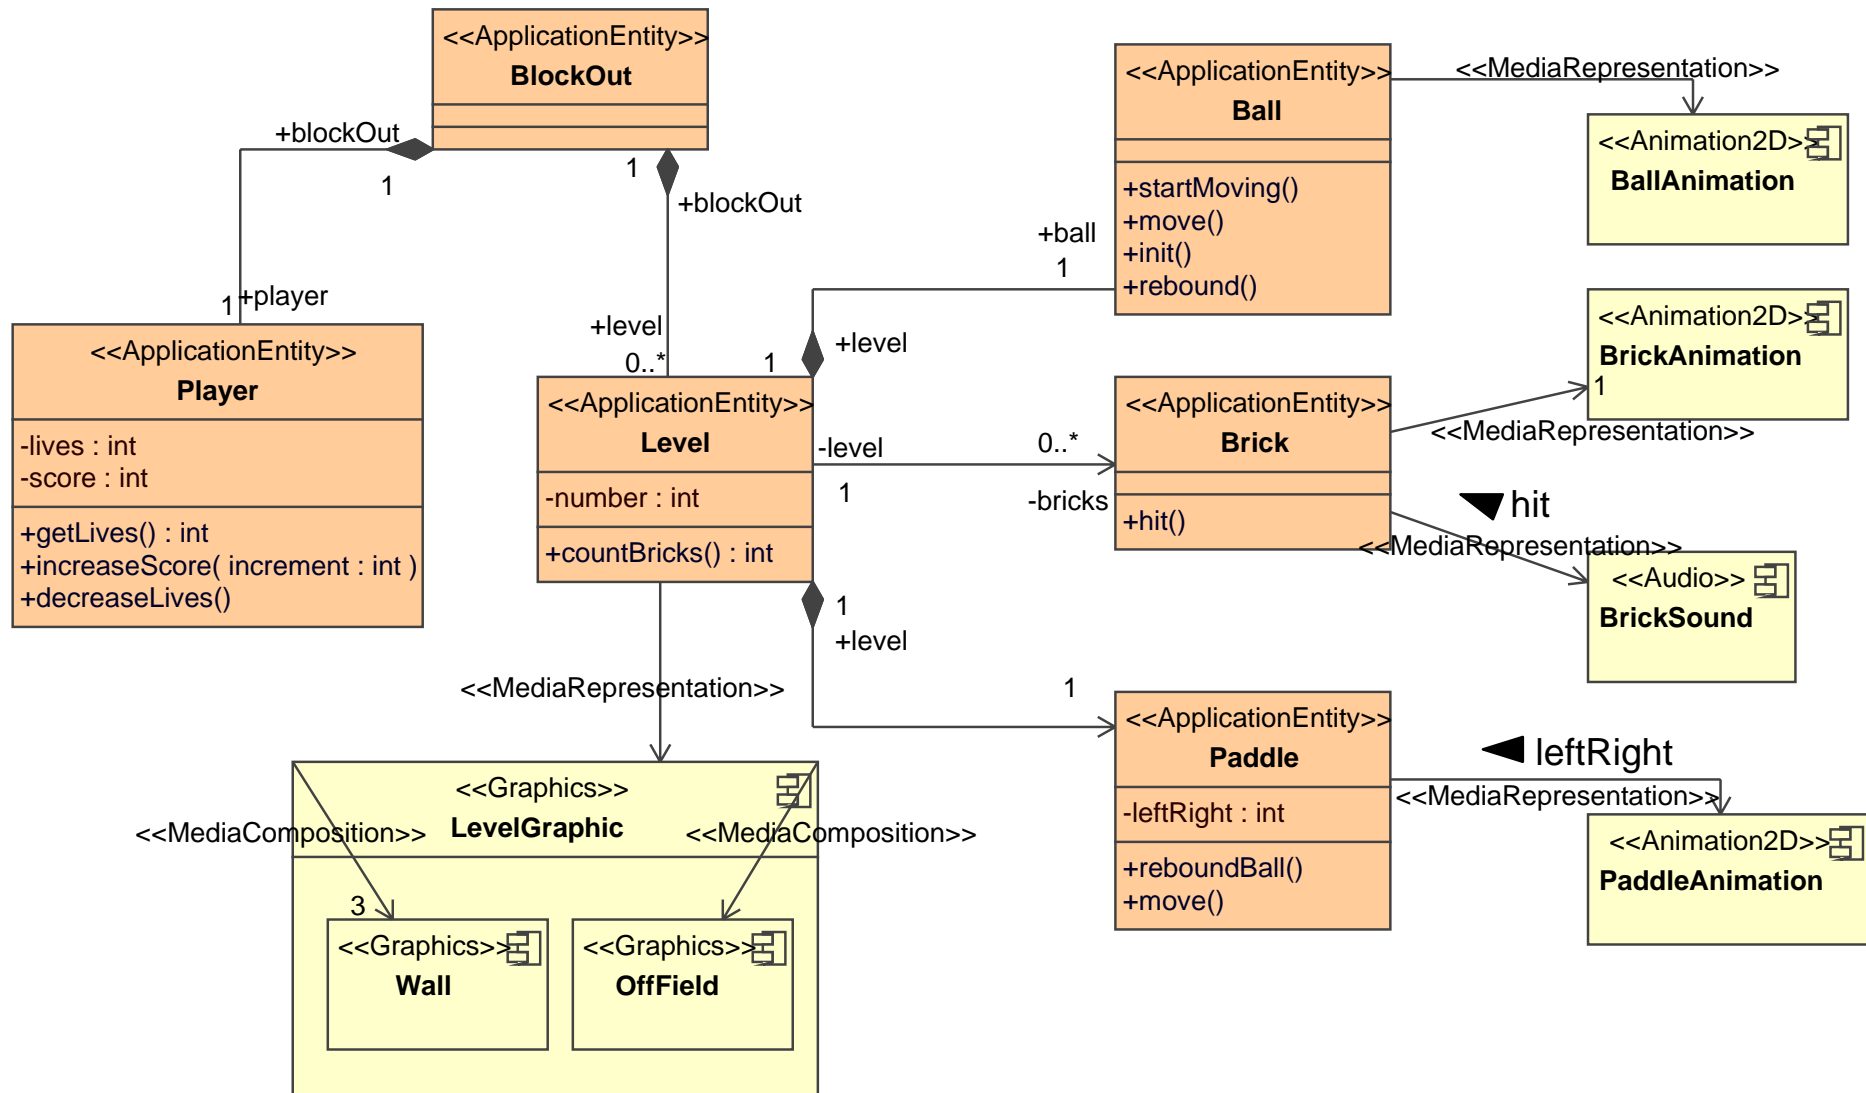 <<ApplicationEntity>>
BlockOut
+blockOut
1
1
+blockOut
1
+player
<<ApplicationEntity>>
Player
-lives : int
-score : int
+getLives() : int
+increaseScore( increment : int )
+decreaseLives()
+level
0..*
1
+level
<<ApplicationEntity>>
Level
-number : int
+countBricks() : int
-level
1
0..*
-bricks
1
+level
1
+ball
1
<<ApplicationEntity>>
Ball
+startMoving()
+move()
+init()
+rebound()
<<MediaRepresentation>>
<<Animation2D>>
BallAnimation
<<ApplicationEntity>>
Brick
+hit()
<<MediaRepresentation>>
<<Animation2D>>
BrickAnimation
1
hit
<<MediaRepresentation>>
<<Audio>>
BrickSound
<<ApplicationEntity>>
Paddle
-leftRight : int
+reboundBall()
+move()
leftRight
<<MediaRepresentation>>
<<Animation2D>>
PaddleAnimation
<<MediaRepresentation>>
<<Graphics>>
LevelGraphic
<<MediaComposition>>
<<MediaComposition>>
3
<<Graphics>>
Wall
<<Graphics>>
OffField